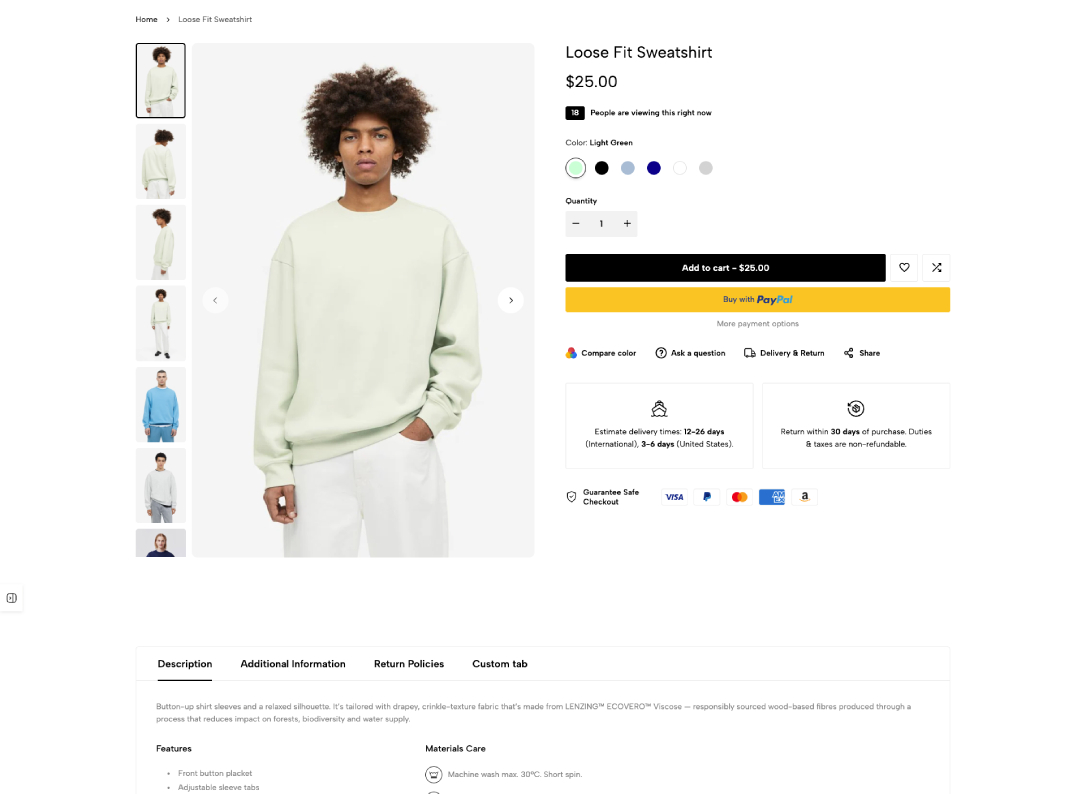 Home > Loose Fit Sweatshirt
Loose Fit Sweatshirt
$25.00
18 People are viewing this right now
Color: Light Green
Quantity
− 1 +
Add to cart - $25.00
Buy with PayPal
More payment options
Compare color
Ask a question
Delivery & Return
Share
Estimate delivery times: 12-26 days
(International), 3-6 days (United States).
Return within 30 days of purchase. Duties
& taxes are non-refundable.
Guarantee Safe
Checkout
VISA
AM
EX
a
Description
Additional Information
Return Policies
Custom tab
Button-up shirt sleeves and a relaxed silhouette. It's tailored with drapey, crinkle-texture fabric that's made from LENZING™ ECOVERO™ Viscose — responsibly sourced wood-based fibres produced through a
process that reduces impact on forests, biodiversity and water supply.
Features
Materials Care
• Front button placket
• Adjustable sleeve tabs
Machine wash max. 30ºC. Short spin.